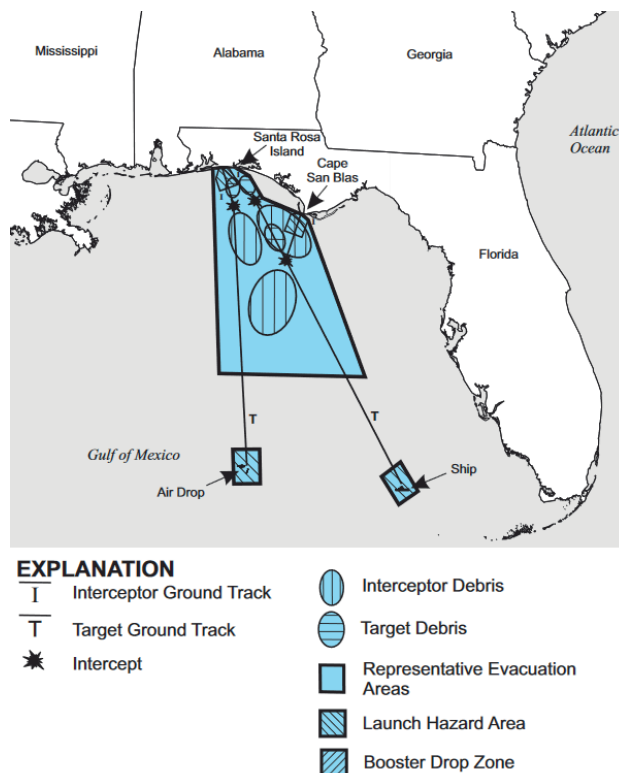 Mississippi
Alabama
Georgia
Santa Rosa
Island
Cape
San Blas
Atlantic
Ocean
I
Florida
T
T
Gulf of Mexico
Air Drop
Ship
EXPLANATION
I Interceptor Ground Track
T Target Ground Track
Intercept
Interceptor Debris
Target Debris
Representative Evacuation
Areas
Launch Hazard Area
Booster Drop Zone